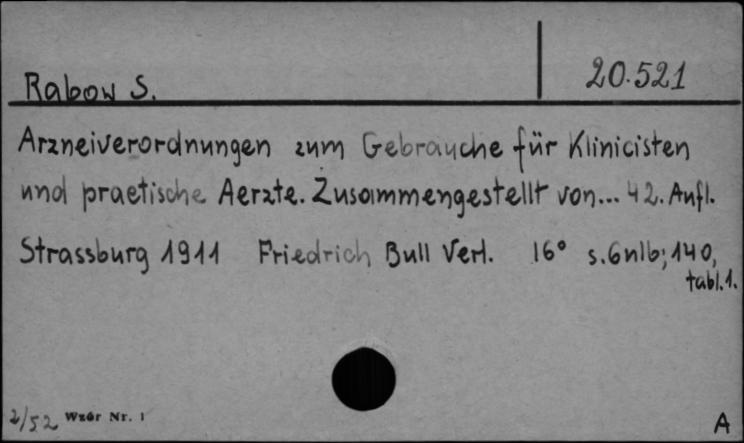 Rabow S.
20.521
Arzneiverordnungen zum Gebrauche für Klinicisten
und praetische Aerzte. Zusammengestellt von... 42. Aufl.
Strassburg 1911 Friedrich Bull Verl. 16° s.6nlb; 140,
tabl.1.
2/52 Wzór Nr. 1
A